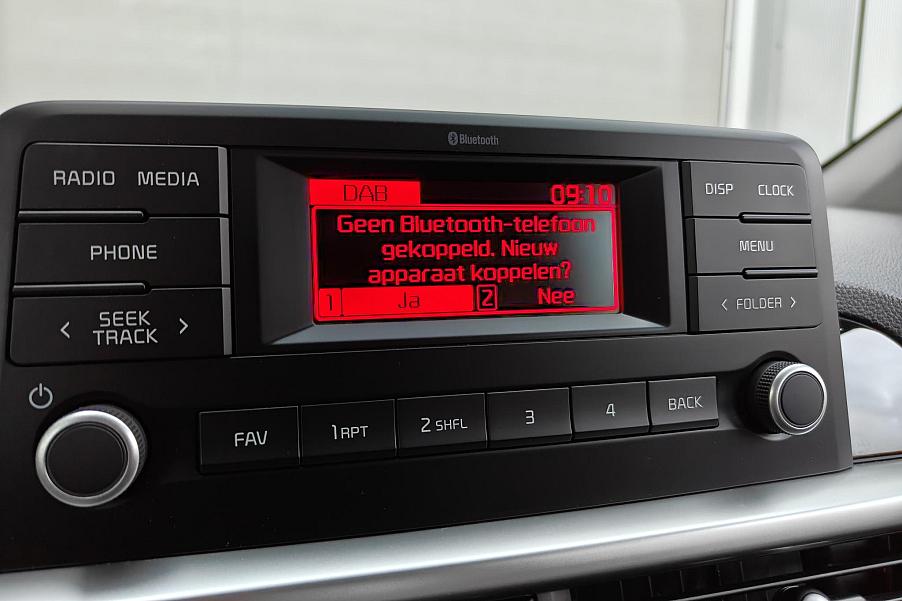 Bluetooth
RADIO MEDIA
PHONE
< SEEK TRACK >
DAB 09:10
Geen Bluetooth-telefoon
gekoppeld. Nieuw
apparaat koppelen?
1 Ja 2 Nee
DISP CLOCK
MENU
< FOLDER >
FAV 1 RPT 2 SHFL 3 4 BACK